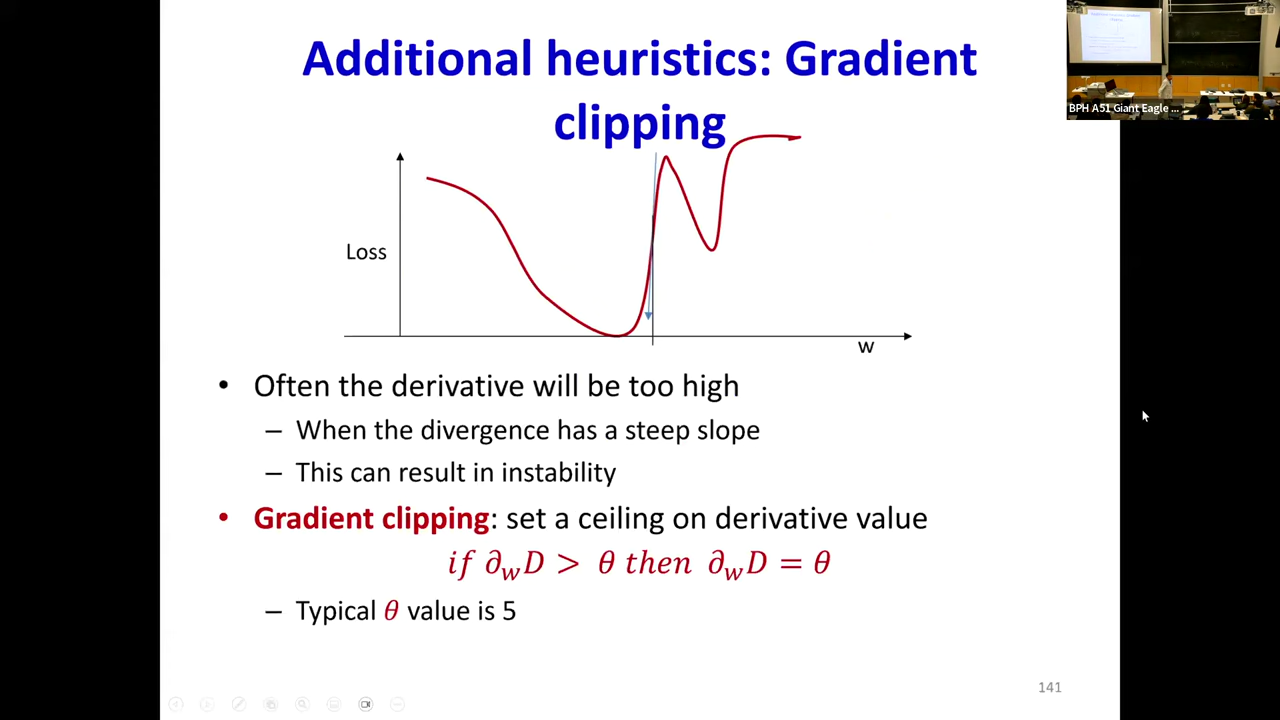 Additional heuristics: Gradient
clipping
BPH A51 Giant Eagle ...
Loss
w
• Often the derivative will be too high
– When the divergence has a steep slope
– This can result in instability
• Gradient clipping: set a ceiling on derivative value
if ∂wD > θ then ∂wD = θ
– Typical θ value is 5
141